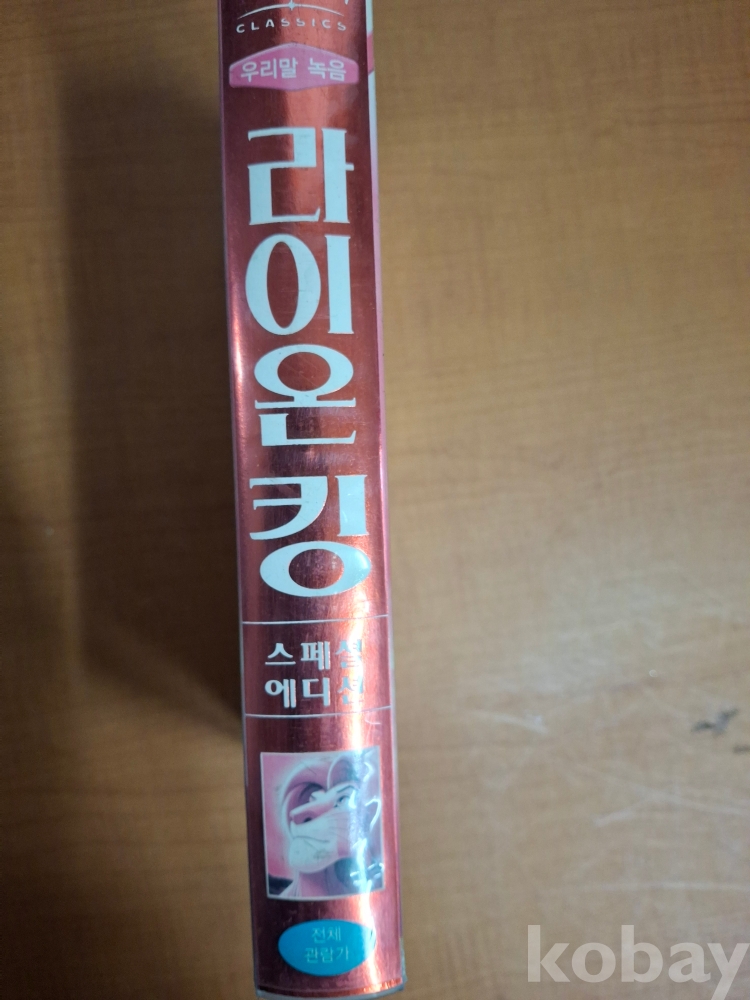 CLASSICS
우리말 녹음
라이온 킹
스페셜
에디션
전체
관람가
kobay